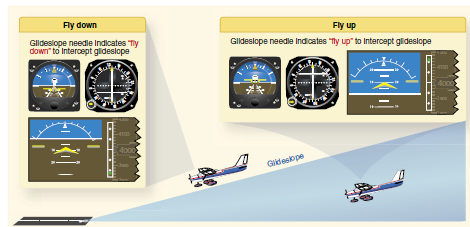 Fly down
Glideslope needle indicates "fly
down" to intercept glideslope
Fly up
Glideslope needle indicates "fly up" to intercept glideslope
Glideslope